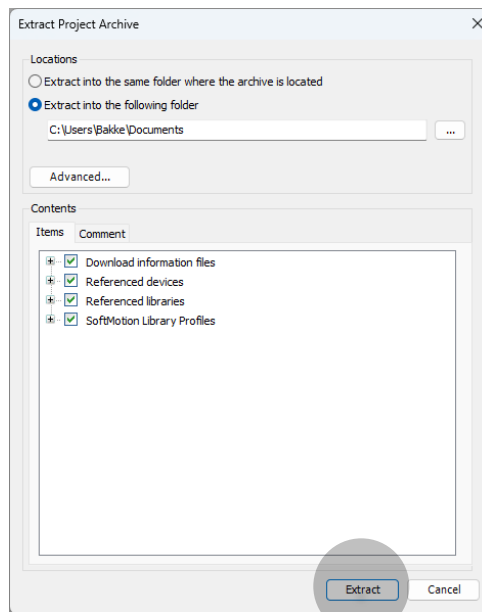 Extract Project Archive
Locations
Extract into the same folder where the archive is located
Extract into the following folder
C:\Users\Bakke\Documents
...
Advanced...
Contents
Items Comment
Download information files
Referenced devices
Referenced libraries
SoftMotion Library Profiles
Extract Cancel